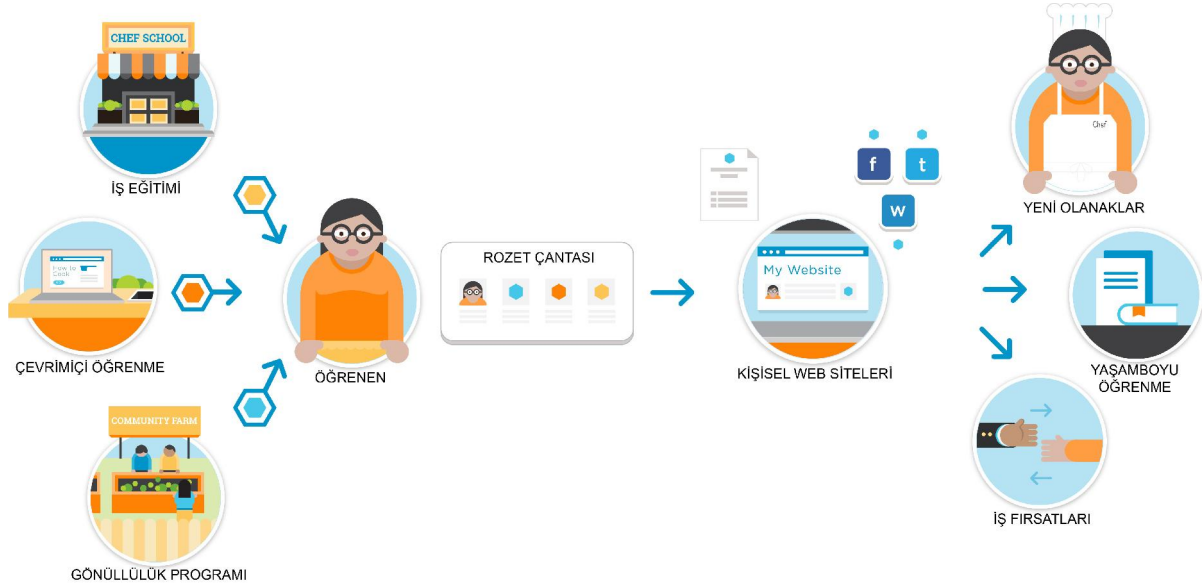 CHEF SCHOOL
İŞ EĞİTİMİ
How to
Cook
ÇEVRİMİÇİ ÖĞRENME
COMMUNITY FARM
GÖNÜLLÜLÜK PROGRAMI
ÖĞRENEN
ROZET ÇANTASI
f
t
w
My Website
KİŞİSEL WEB SİTELERİ
Chef
YENİ OLANAKLAR
YAŞAMBOYU
ÖĞRENME
İŞ FIRSATLARI